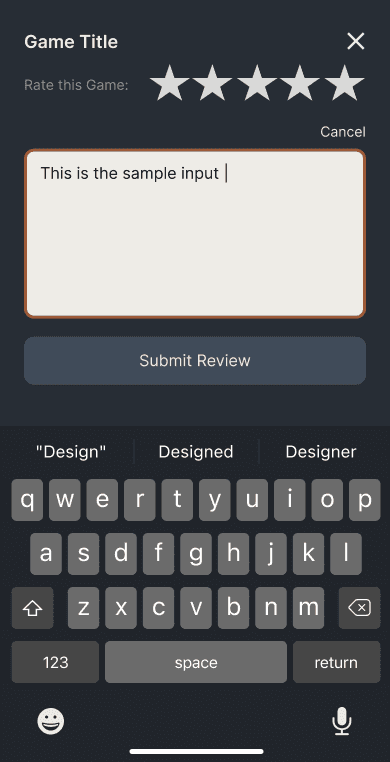 Game Title
Rate this Game:
Cancel
This is the sample input
Submit Review
"Design" Designed Designer
q w e r t y u i o p
a s d f g h j k l
z x c v b n m
123 space return